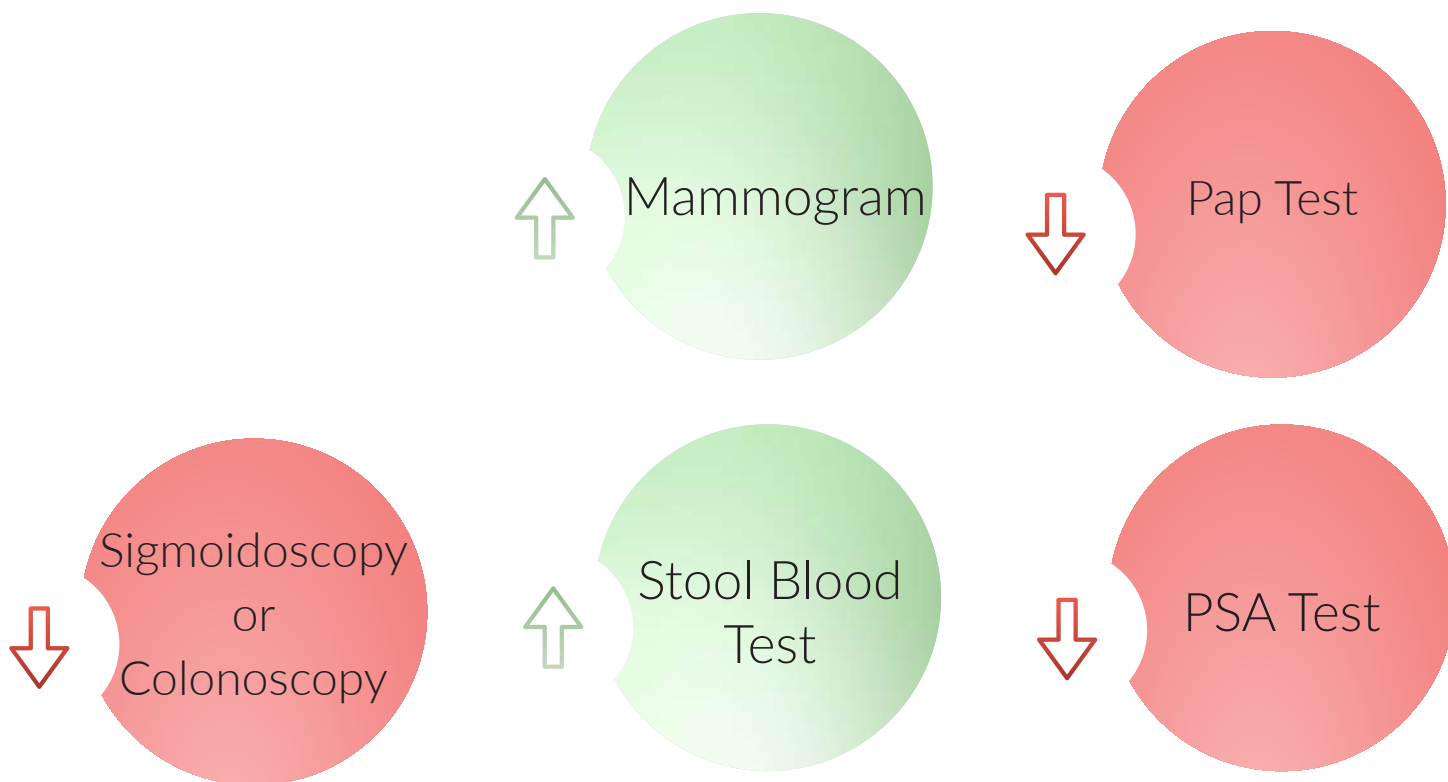 Mammogram
Pap Test
Sigmoidoscopy
or
Colonoscopy
Stool Blood
Test
PSA Test